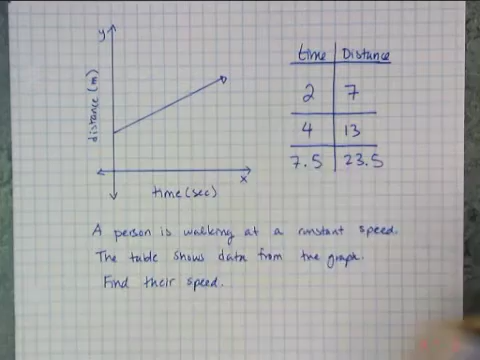 y
distance (m)
x
time (sec)
time Distance
2 7
4 13
7.5 23.5
A person is walking at a constant speed.
The table shows data from the graph.
Find their speed.